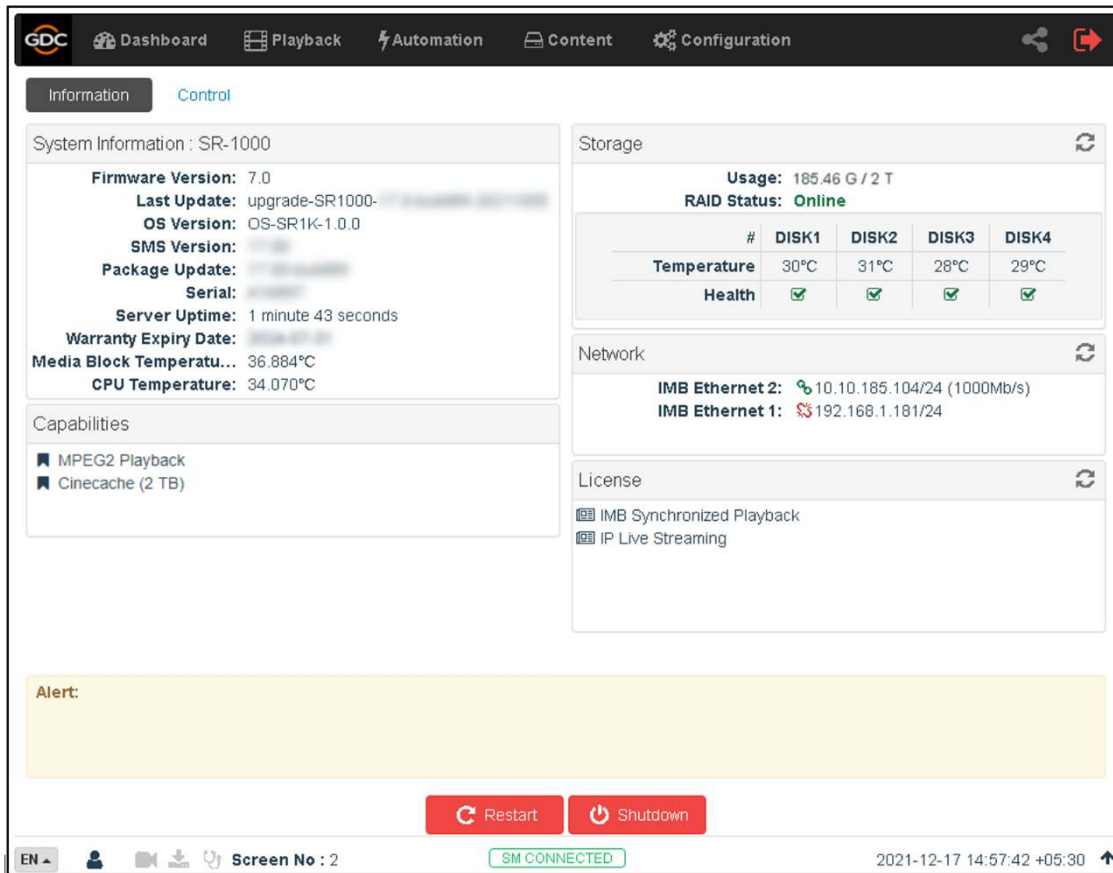 GDC Dashboard Playback Automation Content Configuration
Information Control
System Information : SR-1000
Firmware Version: 7.0
Last Update: upgrade-SR1000-
OS Version: OS-SR1K-1.0.0
SMS Version:
Package Update:
Serial:
Server Uptime: 1 minute 43 seconds
Warranty Expiry Date:
Media Block Temperatu... 36.884°C
CPU Temperature: 34.070°C
Capabilities
MPEG2 Playback
Cinecache (2 TB)
Storage
Usage: 185.46 G / 2 T
RAID Status: Online
# DISK1 DISK2 DISK3 DISK4
Temperature 30°C 31°C 28°C 29°C
Health
Network
IMB Ethernet 2: 10.10.185.104/24 (1000Mb/s)
IMB Ethernet 1: 192.168.1.181/24
License
IMB Synchronized Playback
IP Live Streaming
Alert:
Restart Shutdown
EN Screen No : 2 SM CONNECTED 2021-12-17 14:57:42 +05:30